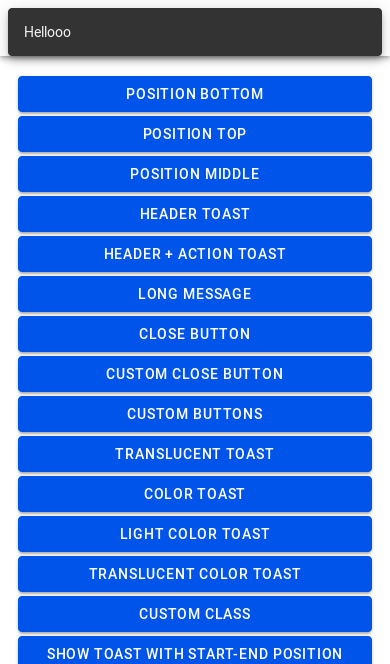 Hellooo
POSITION BOTTOM
POSITION TOP
POSITION MIDDLE
HEADER TOAST
HEADER + ACTION TOAST
LONG MESSAGE
CLOSE BUTTON
CUSTOM CLOSE BUTTON
CUSTOM BUTTONS
TRANSLUCENT TOAST
COLOR TOAST
LIGHT COLOR TOAST
TRANSLUCENT COLOR TOAST
CUSTOM CLASS
SHOW TOAST WITH START-END POSITION